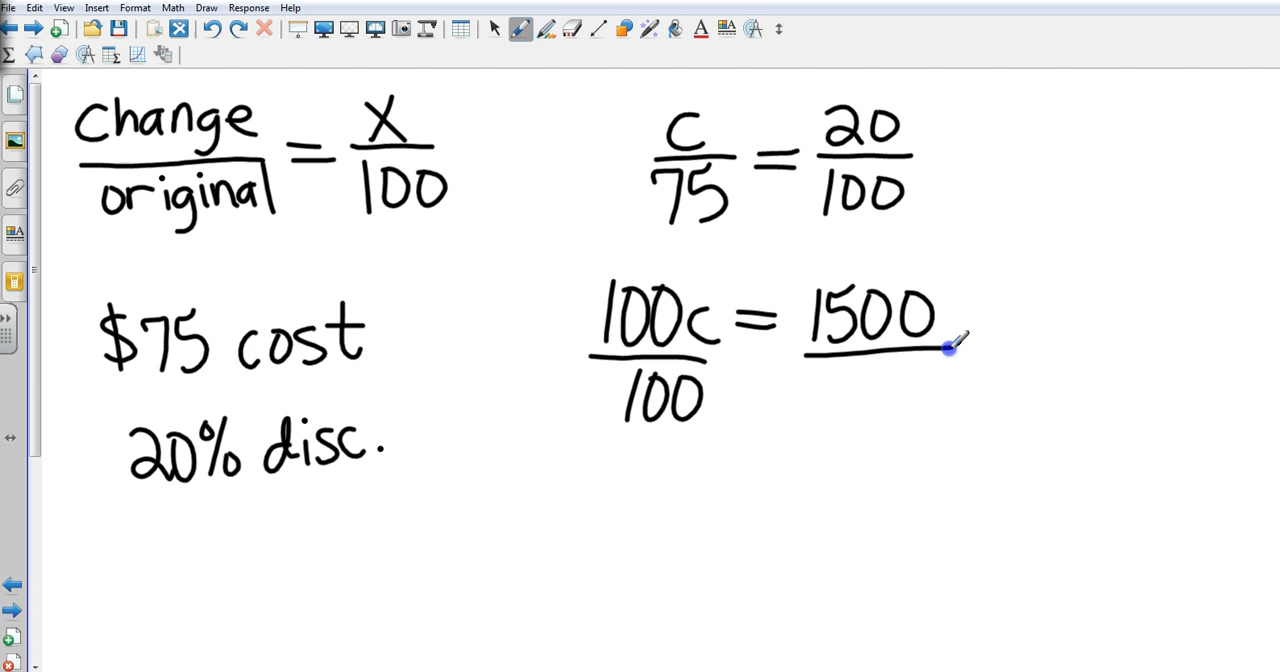 File Edit View Insert Format Math Draw Response Help
change
original
= X
100
$75 cost
20% disc.
c
75
= 20
100
100c = 1500
100